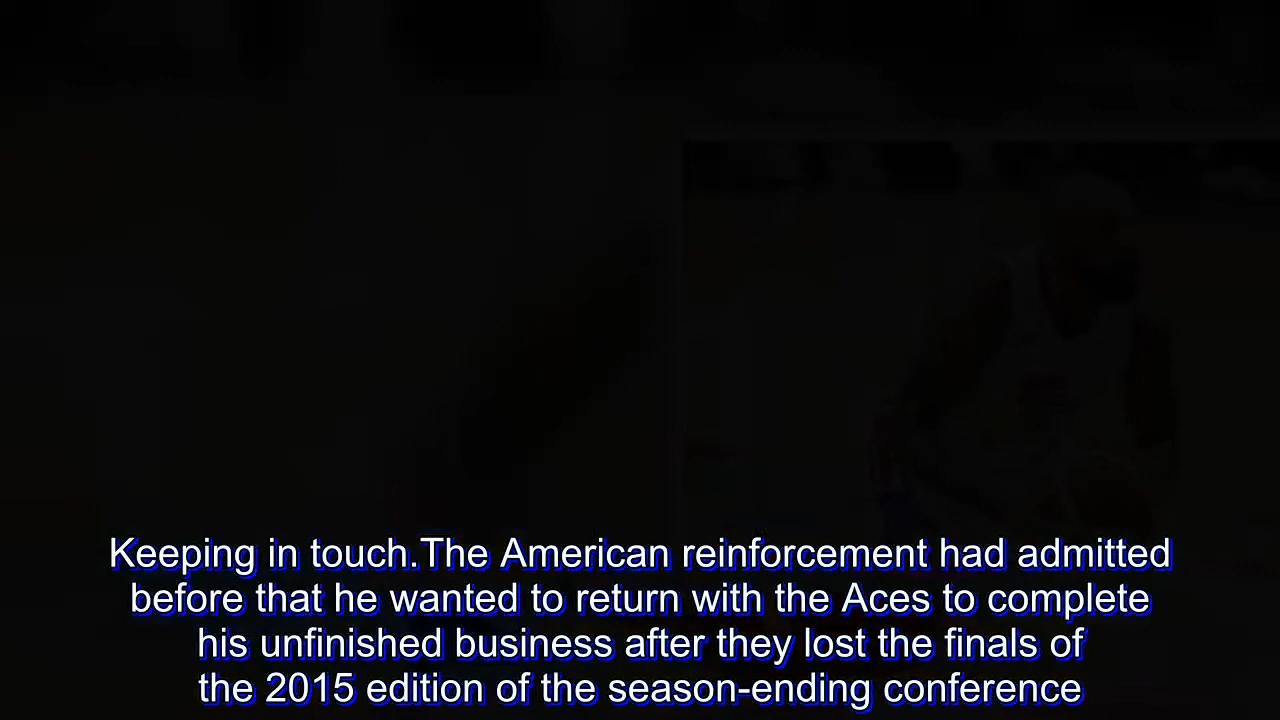 Keeping in touch.The American reinforcement had admitted
before that he wanted to return with the Aces to complete
his unfinished business after they lost the finals of
the 2015 edition of the season-ending conference